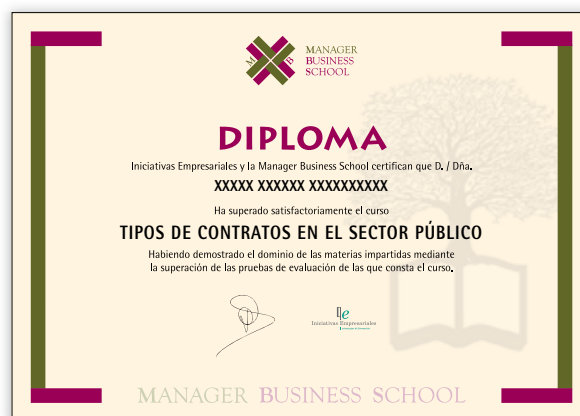 M B
MANAGER
BUSINESS
SCHOOL
DIPLOMA
Iniciativas Empresariales y la Manager Business School certifican que D. / Dña.
XXXXX XXXXXX XXXXXXXXXX
Ha superado satisfactoriamente el curso
TIPOS DE CONTRATOS EN EL SECTOR PÚBLICO
Habiendo demostrado el dominio de las materias impartidas mediante
la superación de las pruebas de evaluación de las que consta el curso.
Ie
Iniciativas Empresariales
MANAGER BUSINESS SCHOOL